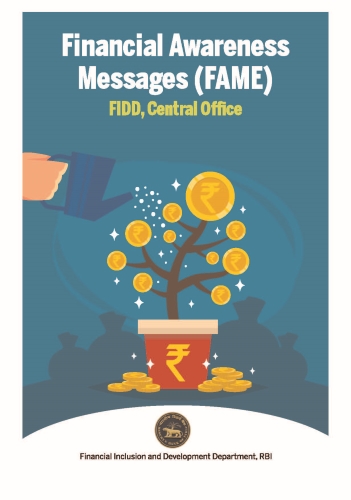 Financial Awareness
Messages (FAME)
FIDD, Central Office
₹
₹
Financial Inclusion and Development Department, RBI